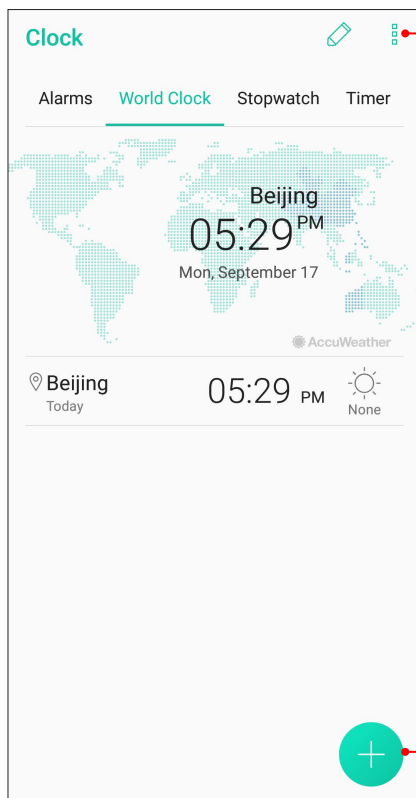 Clock
Alarms World Clock Stopwatch Timer
Beijing
05:29 PM
Mon, September 17
AccuWeather
Beijing 05:29 PM
Today None